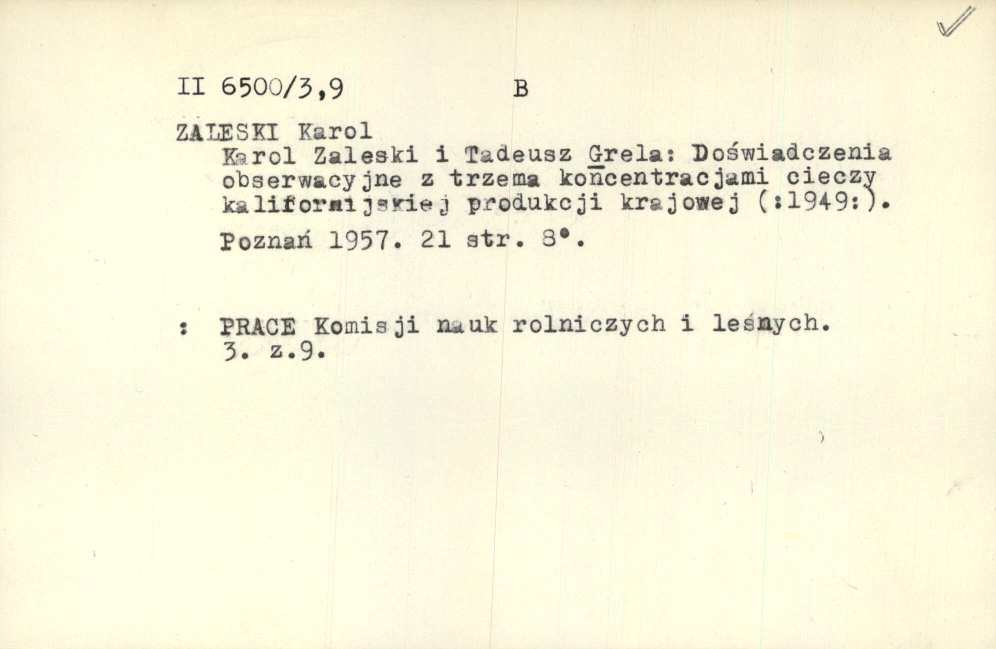 II 6500/3,9 B
ZALESKI Karol
Karol Zaleski i Tadeusz Grela: Doświadczenia
obserwacyjne z trzema koncentracjami cieczy
kalifornijskiej produkcji krajowej (:1949:).
Poznań 1957. 21 str. 8°.
: PRACE Komisji nauk rolniczych i leśnych.
3. z.9.